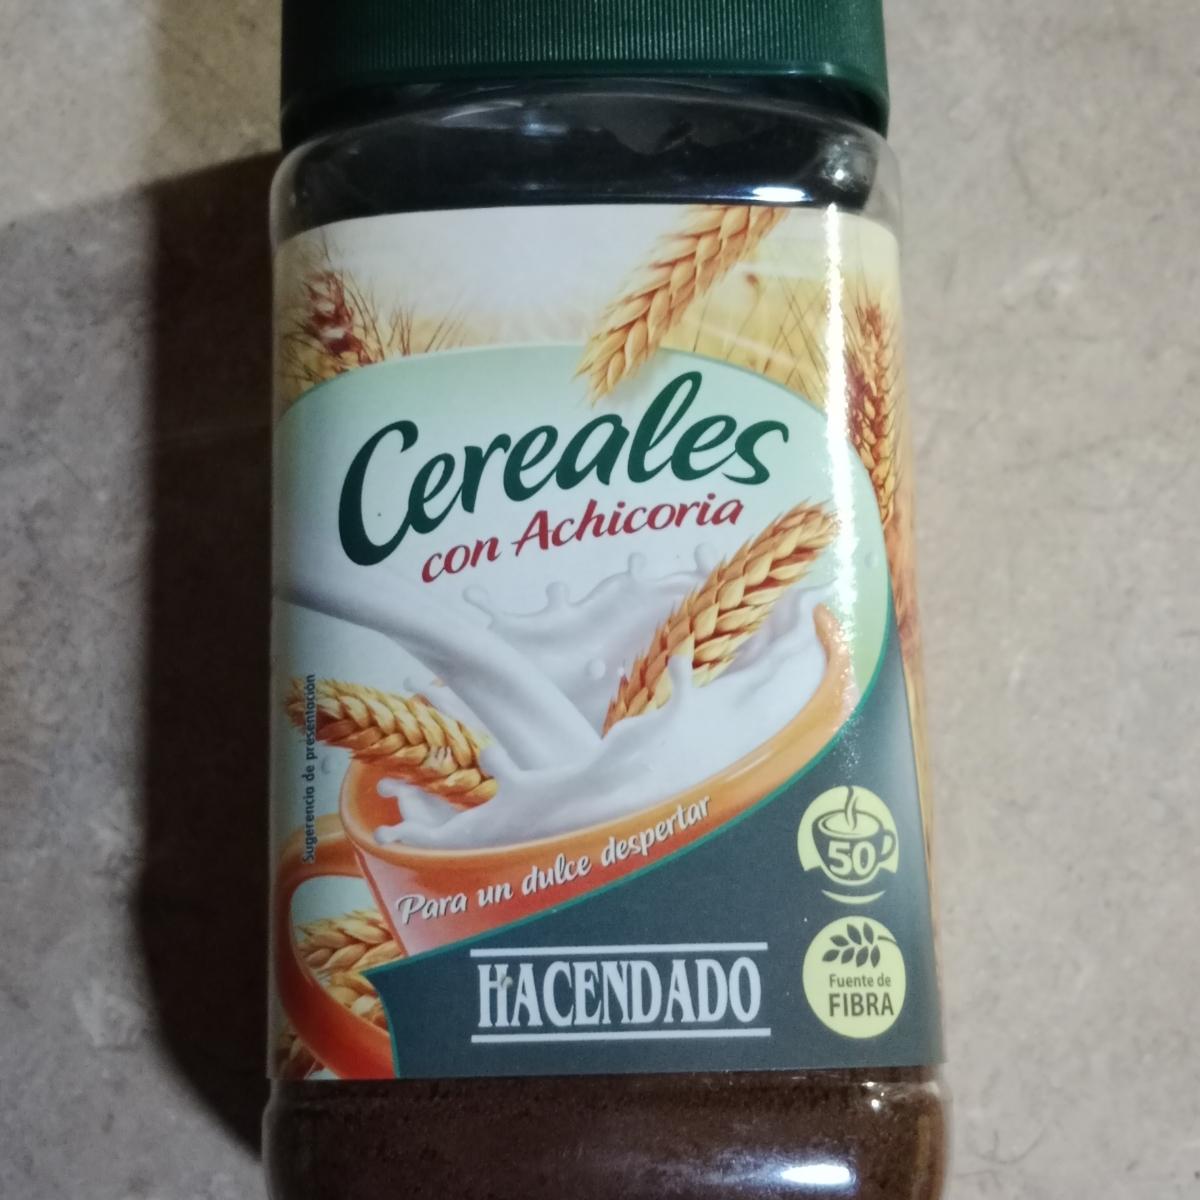 Cereales
con Achicoria
Sugerencia de presentación
Para un dulce despertar
50
HACENDADO
Fuente de
FIBRA